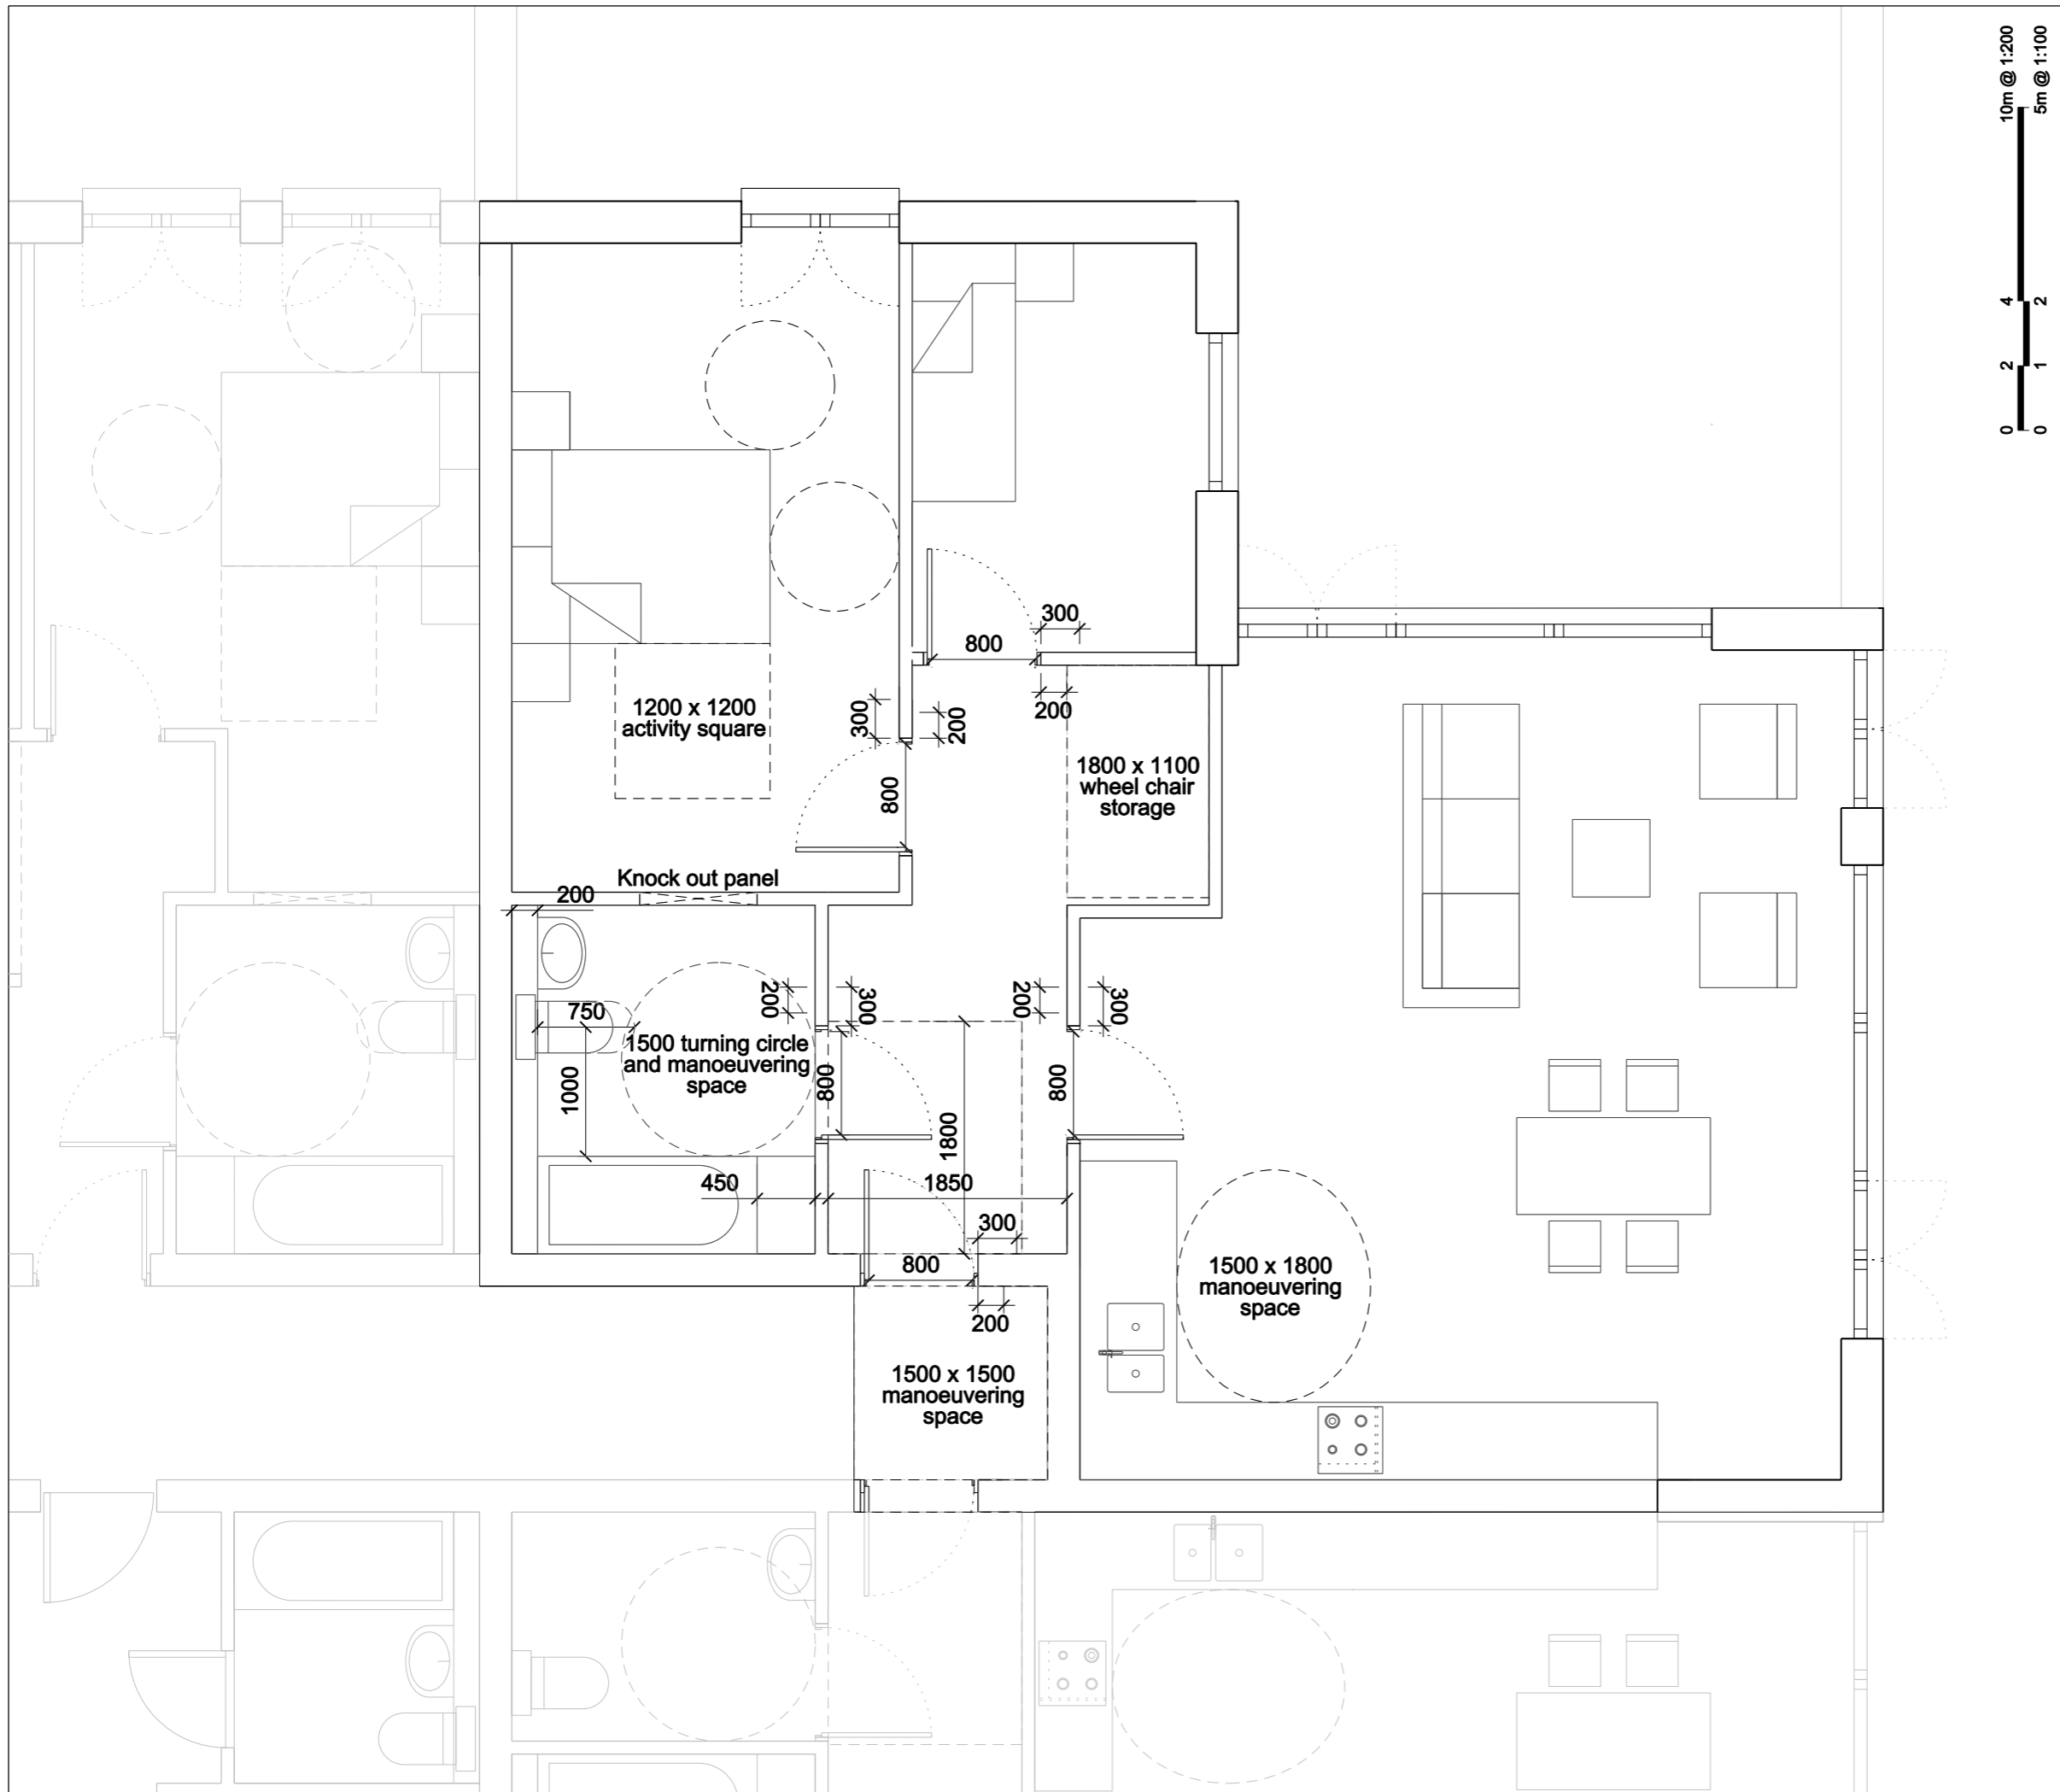 10m @ 1:200
5m @ 1:100
4
2
2
1
0
0
300
800
200
1200 x 1200
activity square
300
200
800
1800 x 1100
wheel chair
storage
Knock out panel
200
200
300
200
300
750
1500 turning circle
and manoeuvering
space
1000
800
1800
800
450
1850
300
800
200
1500 x 1800
manoeuvering
space
1500 x 1500
manoeuvering
space